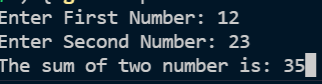 Enter First Number: 12
Enter Second Number: 23
The sum of two number is: 35